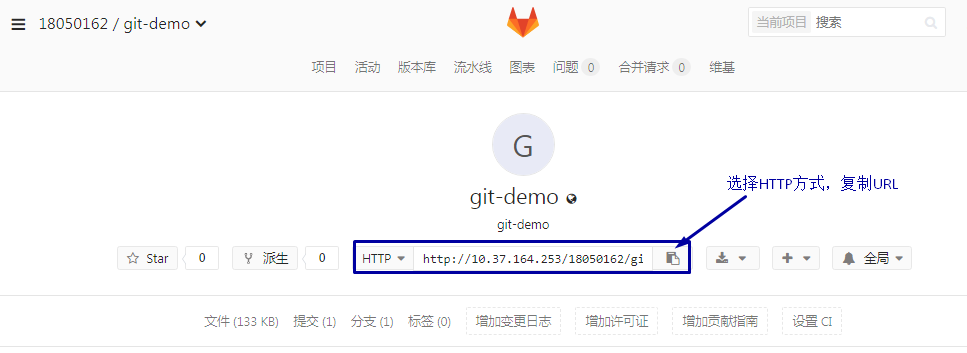 18050162 / git-demo
当前项目 搜索
项目 活动 版本库 流水线 图表 问题 0 合并请求 0 维基
G
git-demo
git-demo
选择HTTP方式，复制URL
Star 0 派生 0 HTTP http://10.37.164.253/18050162/gi 全局
文件 (133 KB) 提交 (1) 分支 (1) 标签 (0) 增加变更日志 增加许可证 增加贡献指南 设置 CI